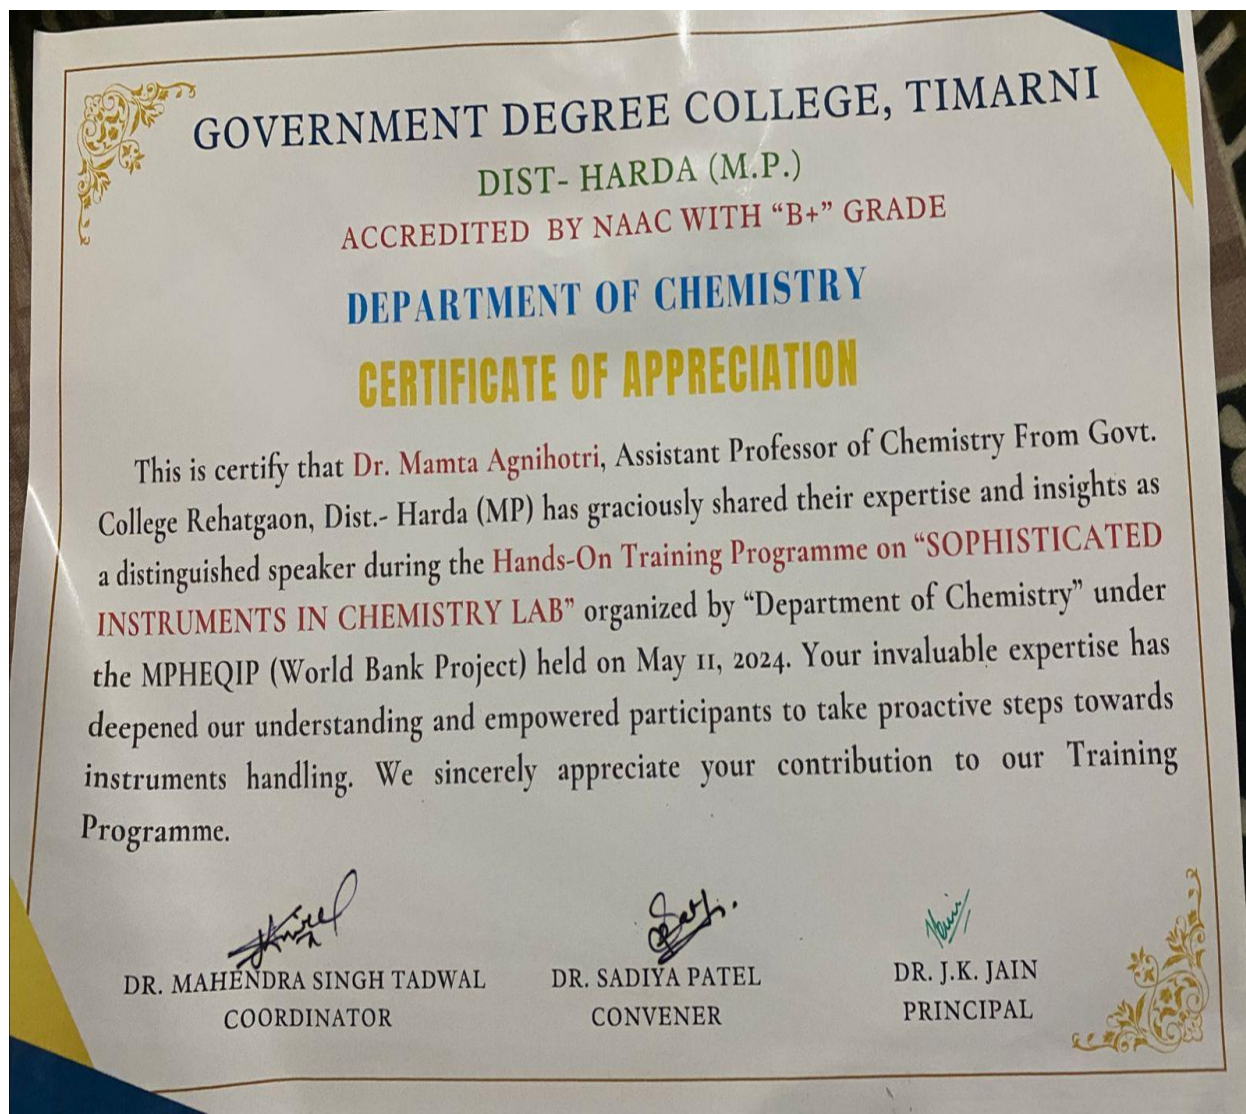 GOVERNMENT DEGREE COLLEGE, TIMARNI
DIST- HARDA (M.P.)
ACCREDITED BY NAAC WITH “B+” GRADE
DEPARTMENT OF CHEMISTRY
CERTIFICATE OF APPRECIATION
This is certify that Dr. Mamta Agnihotri, Assistant Professor of Chemistry From Govt.
College Rehatgaon, Dist.- Harda (MP) has graciously shared their expertise and insights as
a distinguished speaker during the Hands-On Training Programme on “SOPHISTICATED
INSTRUMENTS IN CHEMISTRY LAB” organized by “Department of Chemistry” under
the MPHEQIP (World Bank Project) held on May 11, 2024. Your invaluable expertise has
deepened our understanding and empowered participants to take proactive steps towards
instruments handling. We sincerely appreciate your contribution to our Training
Programme.
DR. MAHENDRA SINGH TADWAL DR. SADIYA PATEL DR. J.K. JAIN
COORDINATOR CONVENER PRINCIPAL